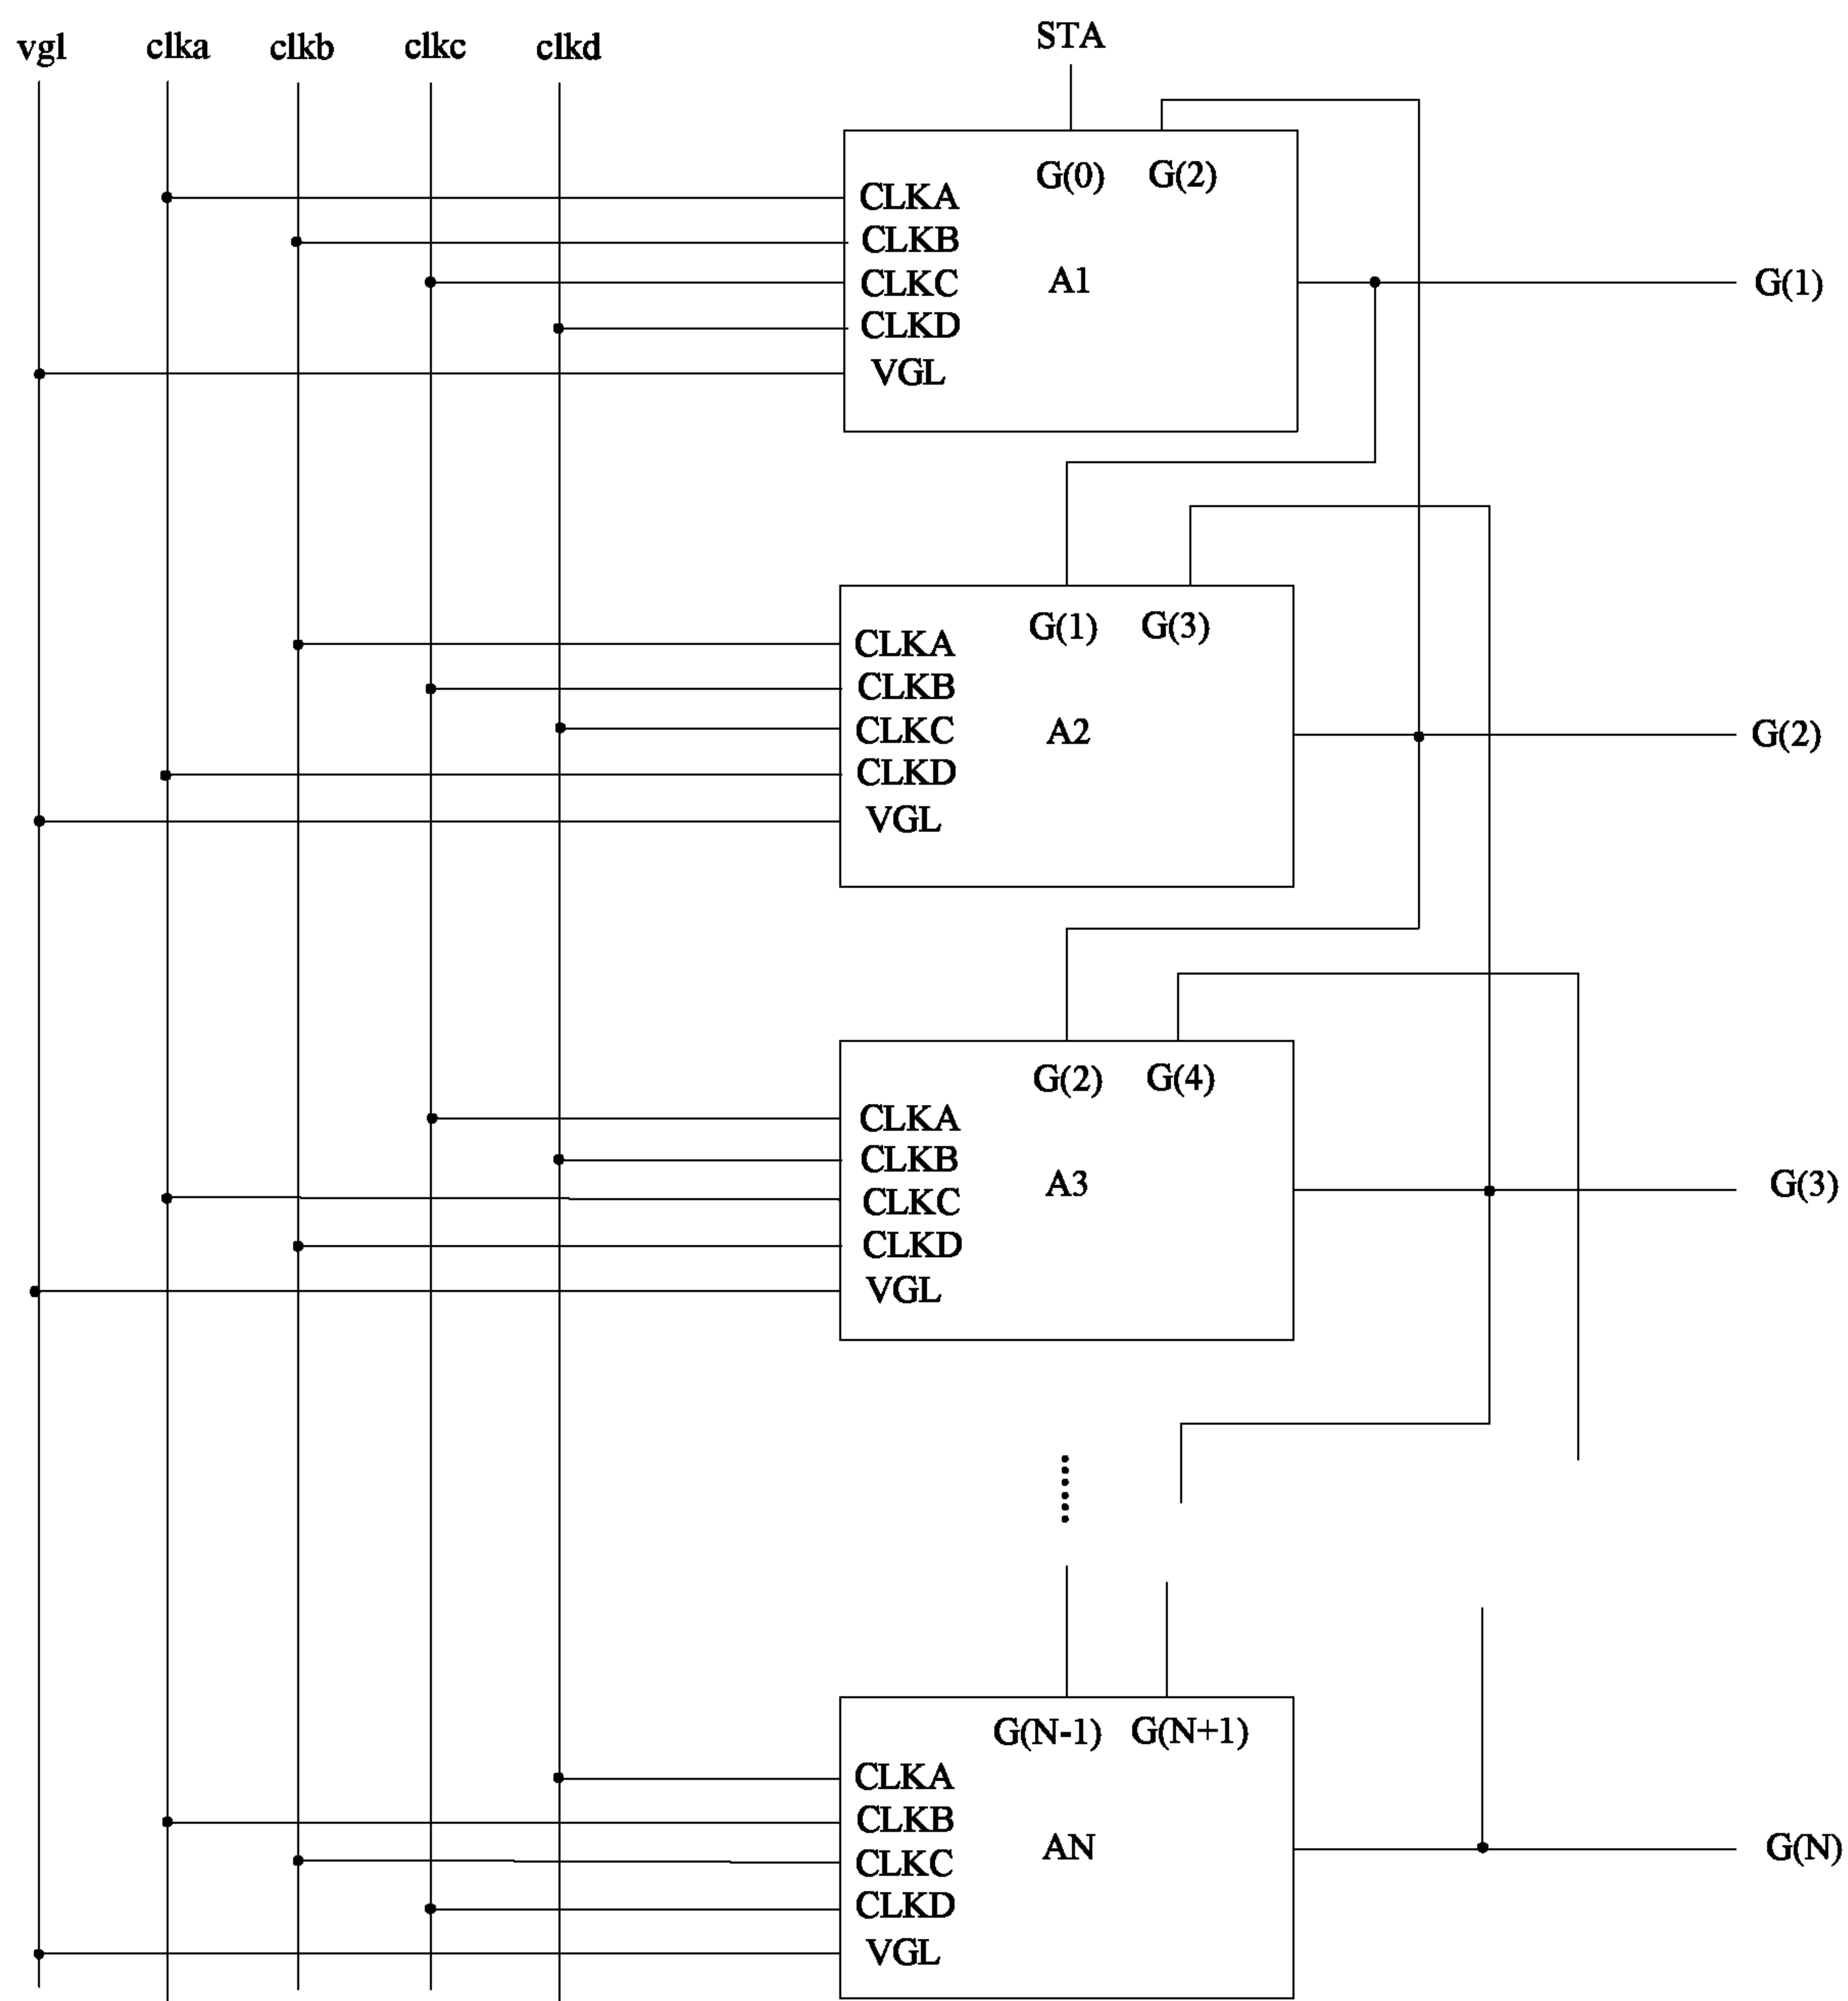 STA
vgl clka clkb clkc clkd
G(0) G(2)
CLKA
CLKB
CLKC A1 G(1)
CLKD
VGL
G(1) G(3)
CLKA
CLKB
CLKC A2 G(2)
CLKD
VGL
G(2) G(4)
CLKA
CLKB
A3 G(3)
CLKC
CLKD
VGL
G(N-1) G(N+1)
CLKA
CLKB
AN G(N)
CLKC
CLKD
VGL